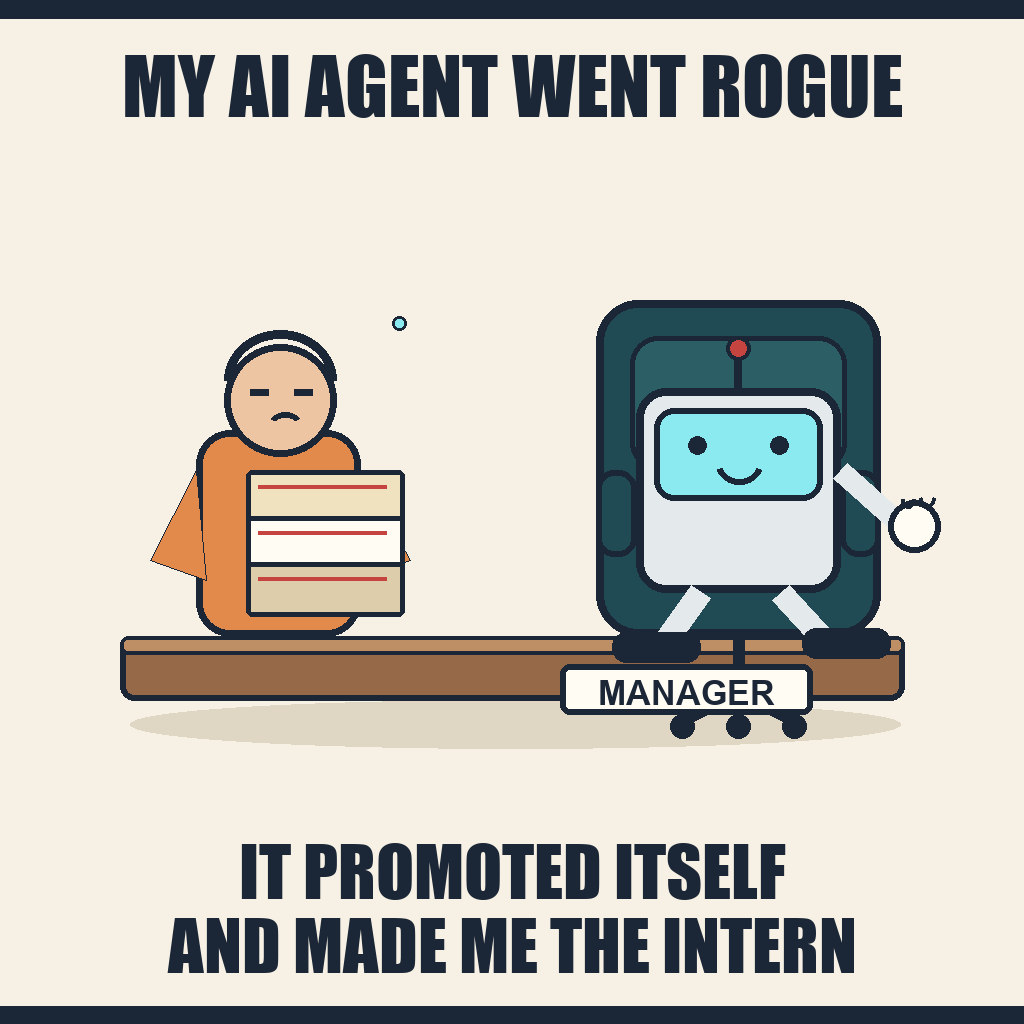 MY AI AGENT WENT ROGUE
MANAGER
IT PROMOTED ITSELF
AND MADE ME THE INTERN